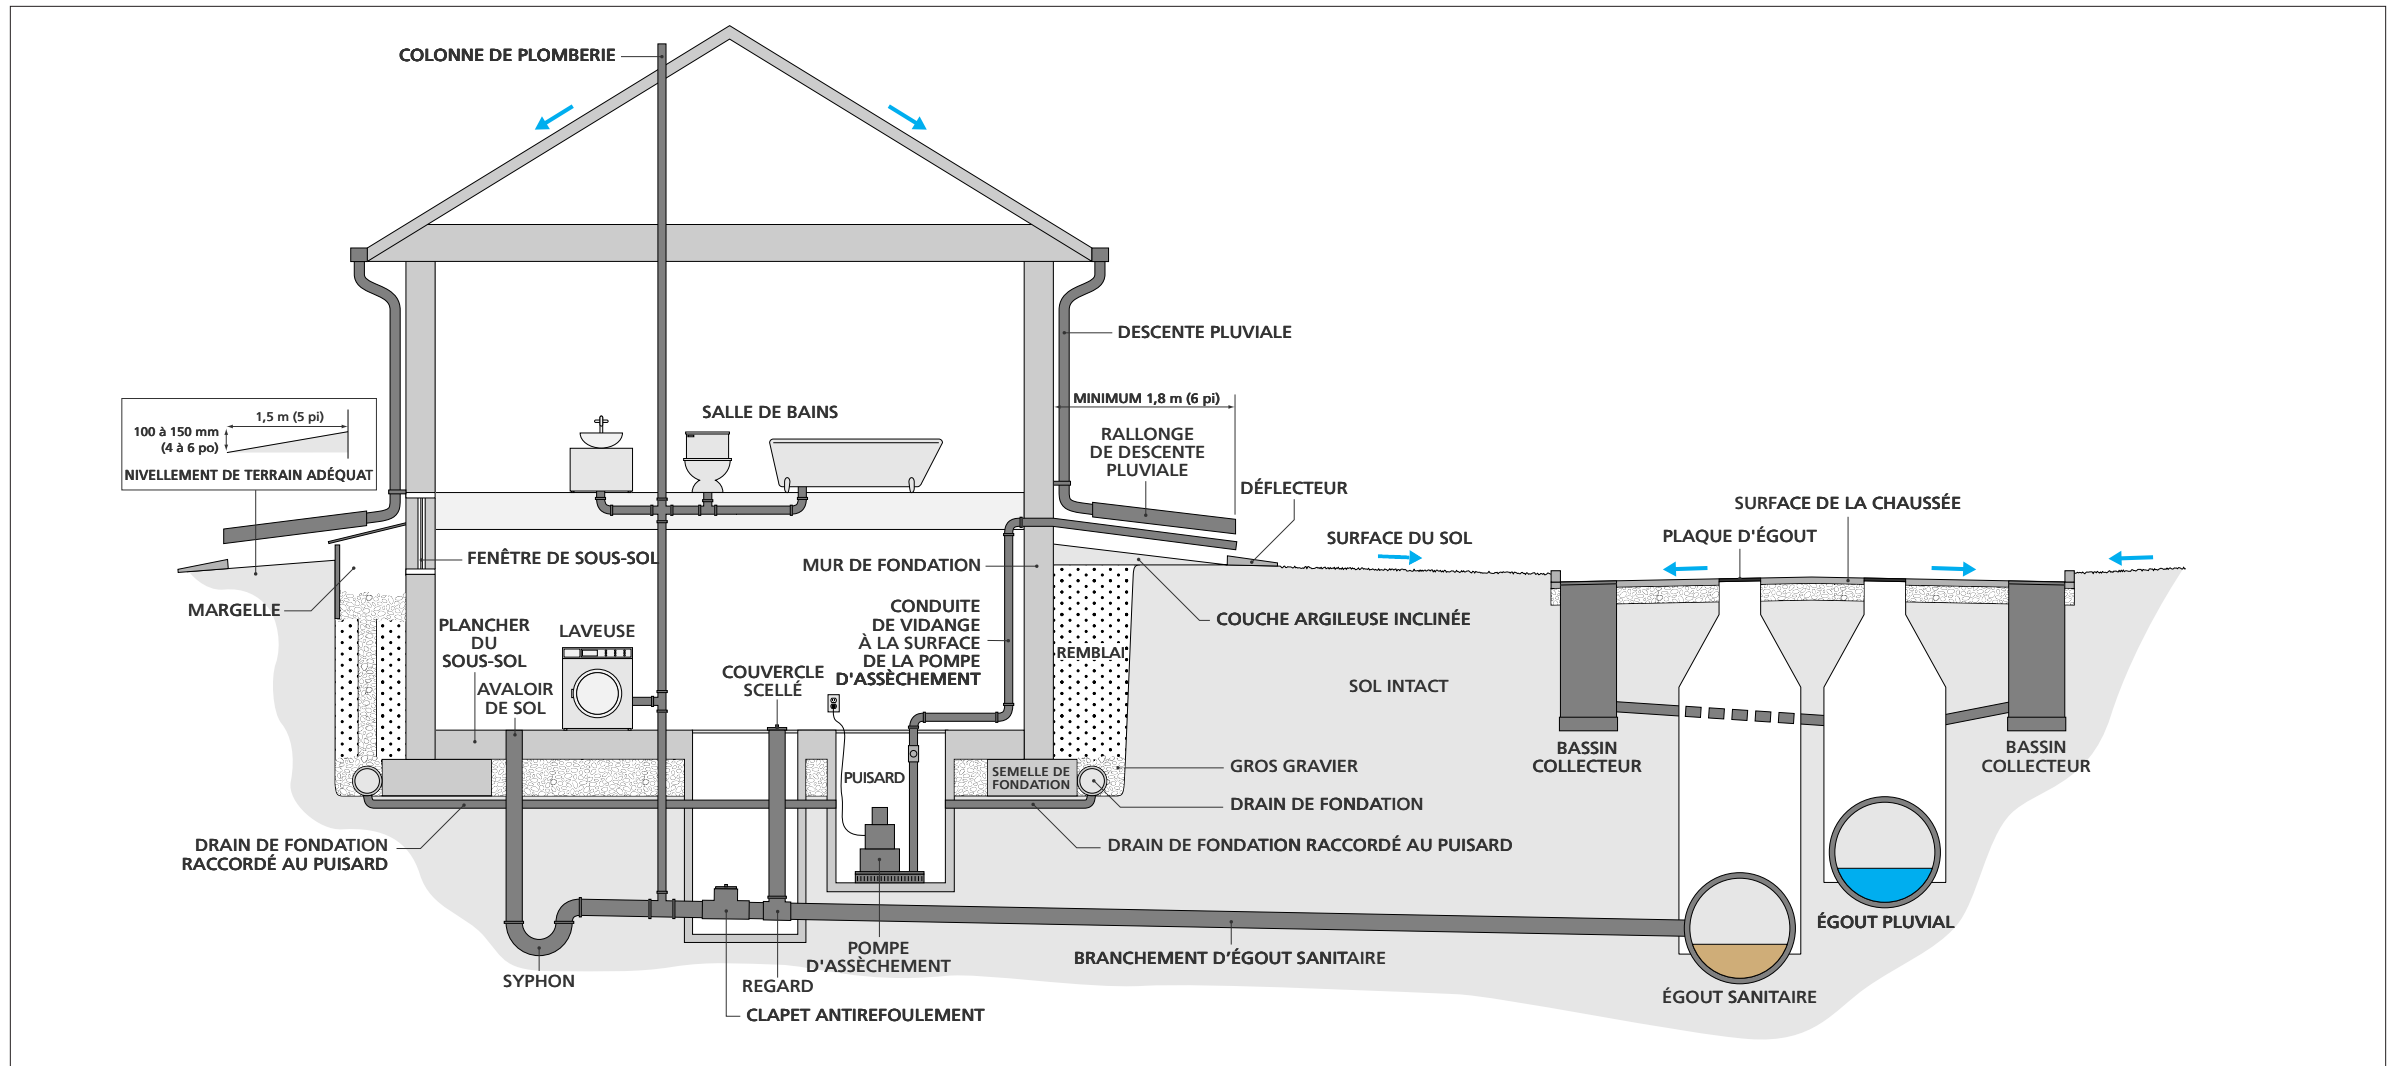 COLONNE DE PLOMBERIE
DESCENTE PLUVIALE
1,5 m (5 pi)
100 à 150 mm
(4 à 6 po)
NIVELLEMENT DE TERRAIN ADÉQUAT
SALLE DE BAINS
MINIMUM 1,8 m (6 pi)
RALLONGE
DE DESCENTE
PLUVIALE
DÉFLECTEUR
SURFACE DU SOL
SURFACE DE LA CHAUSSÉE
PLAQUE D'ÉGOUT
FENÊTRE DE SOUS-SOL
MUR DE FONDATION
MARGELLE
PLANCHER
DU
SOUS-SOL
LAVEUSE
AVALOIR
DE SOL
COUVERCLE
SCELLÉ
CONDUITE
DE VIDANGE
À LA SURFACE
DE LA POMPE
D'ASSÈCHEMENT
REMBLAI
COUCHE ARGILEUSE INCLINÉE
SOL INTACT
PUISARD
SEMELLE DE
FONDATION
GROS GRAVIER
DRAIN DE FONDATION
BASSIN
COLLECTEUR
BASSIN
COLLECTEUR
DRAIN DE FONDATION
RACCORDÉ AU PUISARD
DRAIN DE FONDATION RACCORDÉ AU PUISARD
SYPHON
POMPE
D'ASSÈCHEMENT
REGARD
CLAPET ANTIREFOULEMENT
BRANCHEMENT D’ÉGOUT SANITAIRE
ÉGOUT PLUVIAL
ÉGOUT SANITAIRE